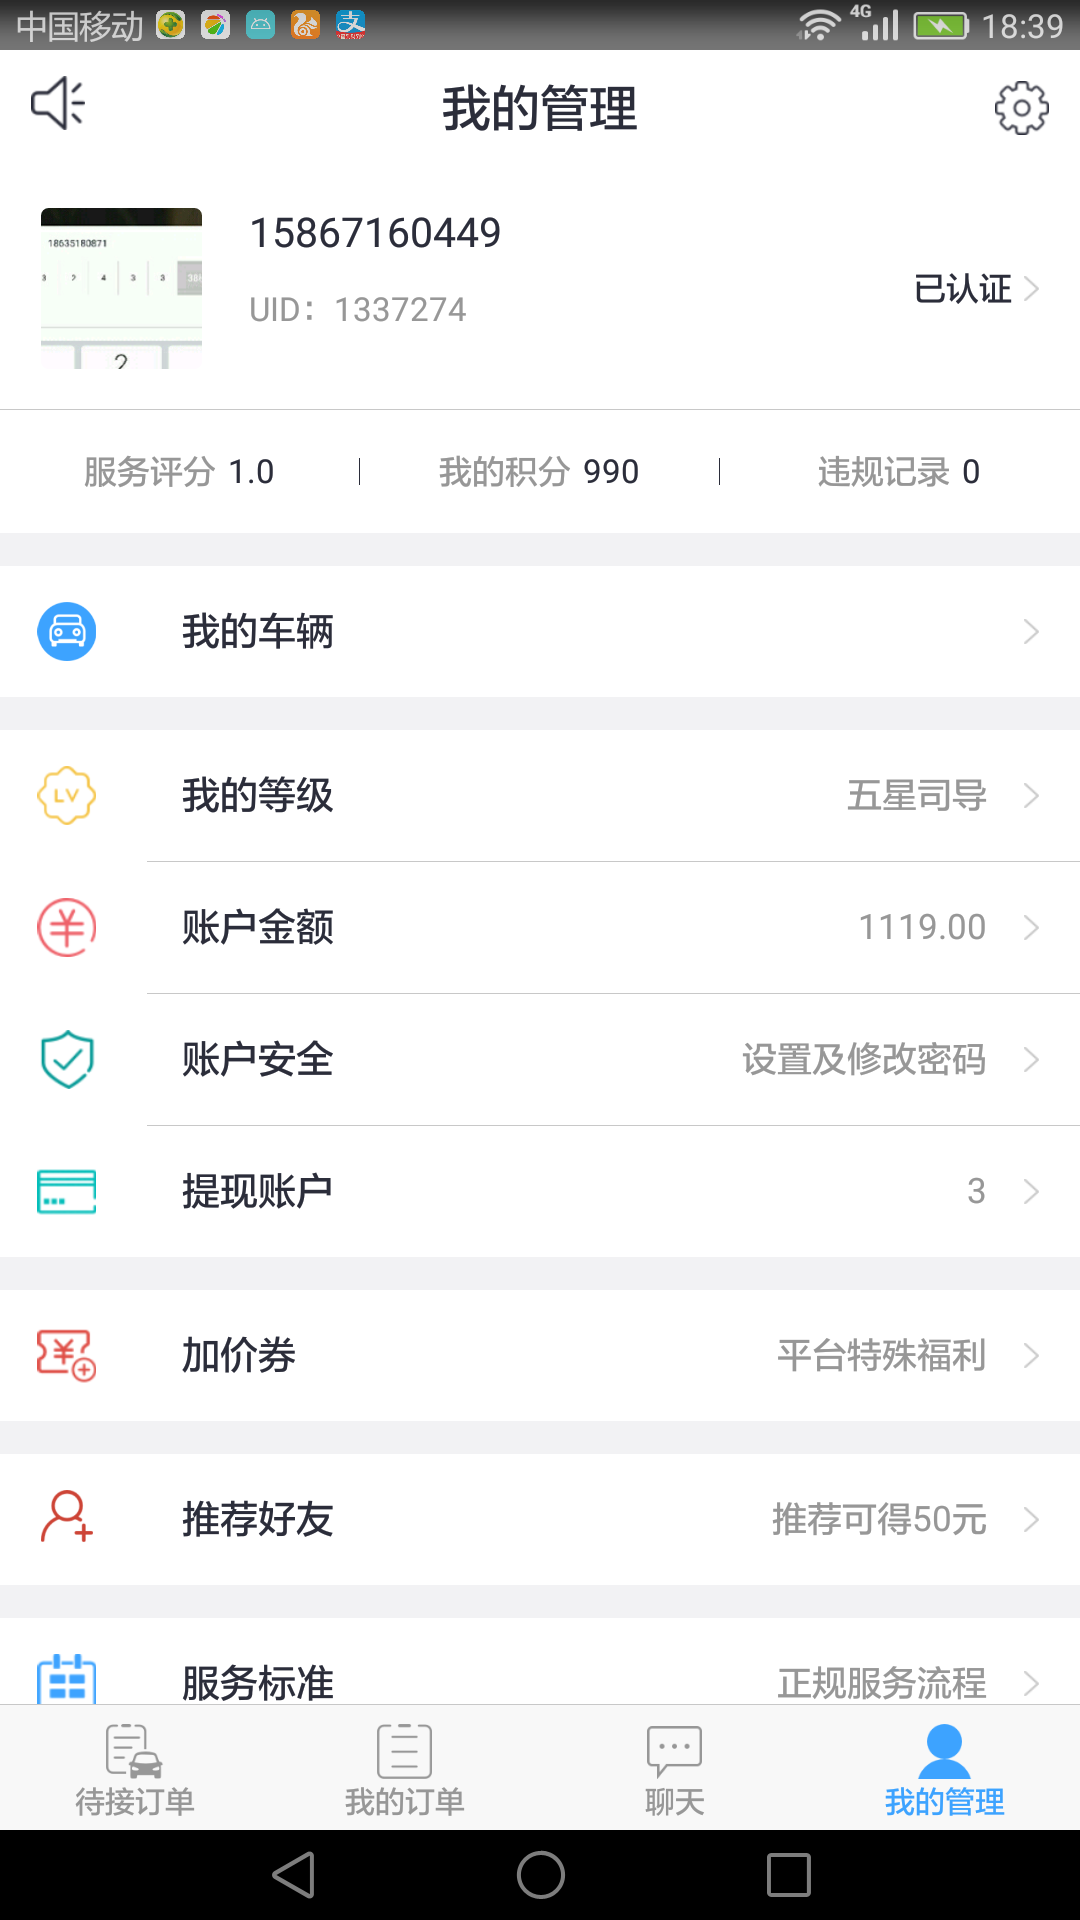 中国移动 4G 18:39
我的管理
15867160449
UID：1337274
已认证
18635180871
3 2 4 3 3
2
服务评分 1.0 我的积分 990 违规记录 0
我的车辆
LV 我的等级 五星司导
账户金额 1119.00
账户安全 设置及修改密码
提现账户 3
加价券 平台特殊福利
推荐好友 推荐可得50元
服务标准 正规服务流程
待接订单 我的订单 聊天 我的管理